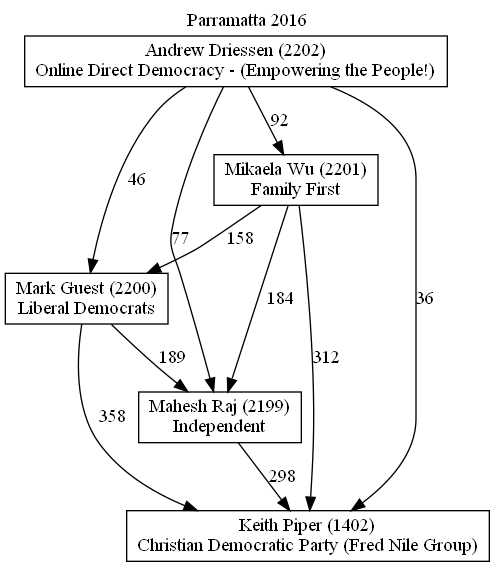 Parramatta 2016
Andrew Driessen (2202)
Online Direct Democracy - (Empowering the People!)
92
Mikaela Wu (2201)
Family First
46
77
158
Mark Guest (2200)
Liberal Democrats
184
36
189
312
Mahesh Raj (2199)
Independent
358
298
Keith Piper (1402)
Christian Democratic Party (Fred Nile Group)